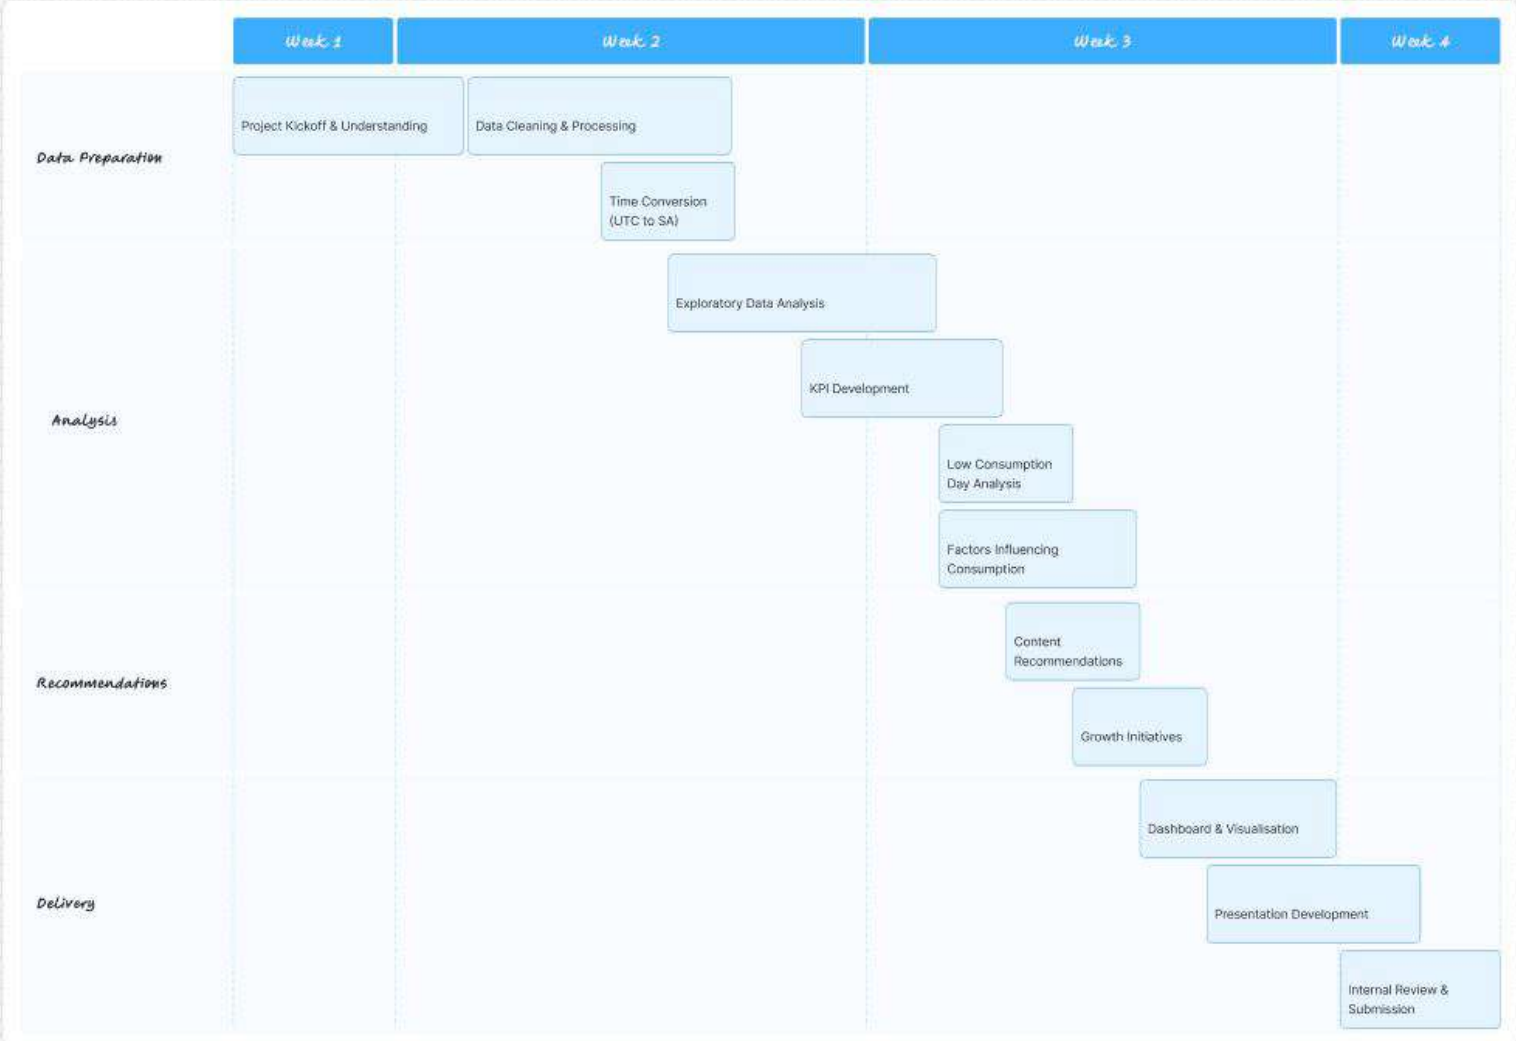 Week 1
Week 2
Week 3
Week 4
Data Preparation
Project Kickoff & Understanding
Data Cleaning & Processing
Time Conversion
(UTC to SA)
Analysis
Exploratory Data Analysis
KPI Development
Low Consumption
Day Analysis
Factors Influencing
Consumption
Recommendations
Content
Recommendations
Growth Initiatives
Delivery
Dashboard & Visualisation
Presentation Development
Internal Review &
Submission